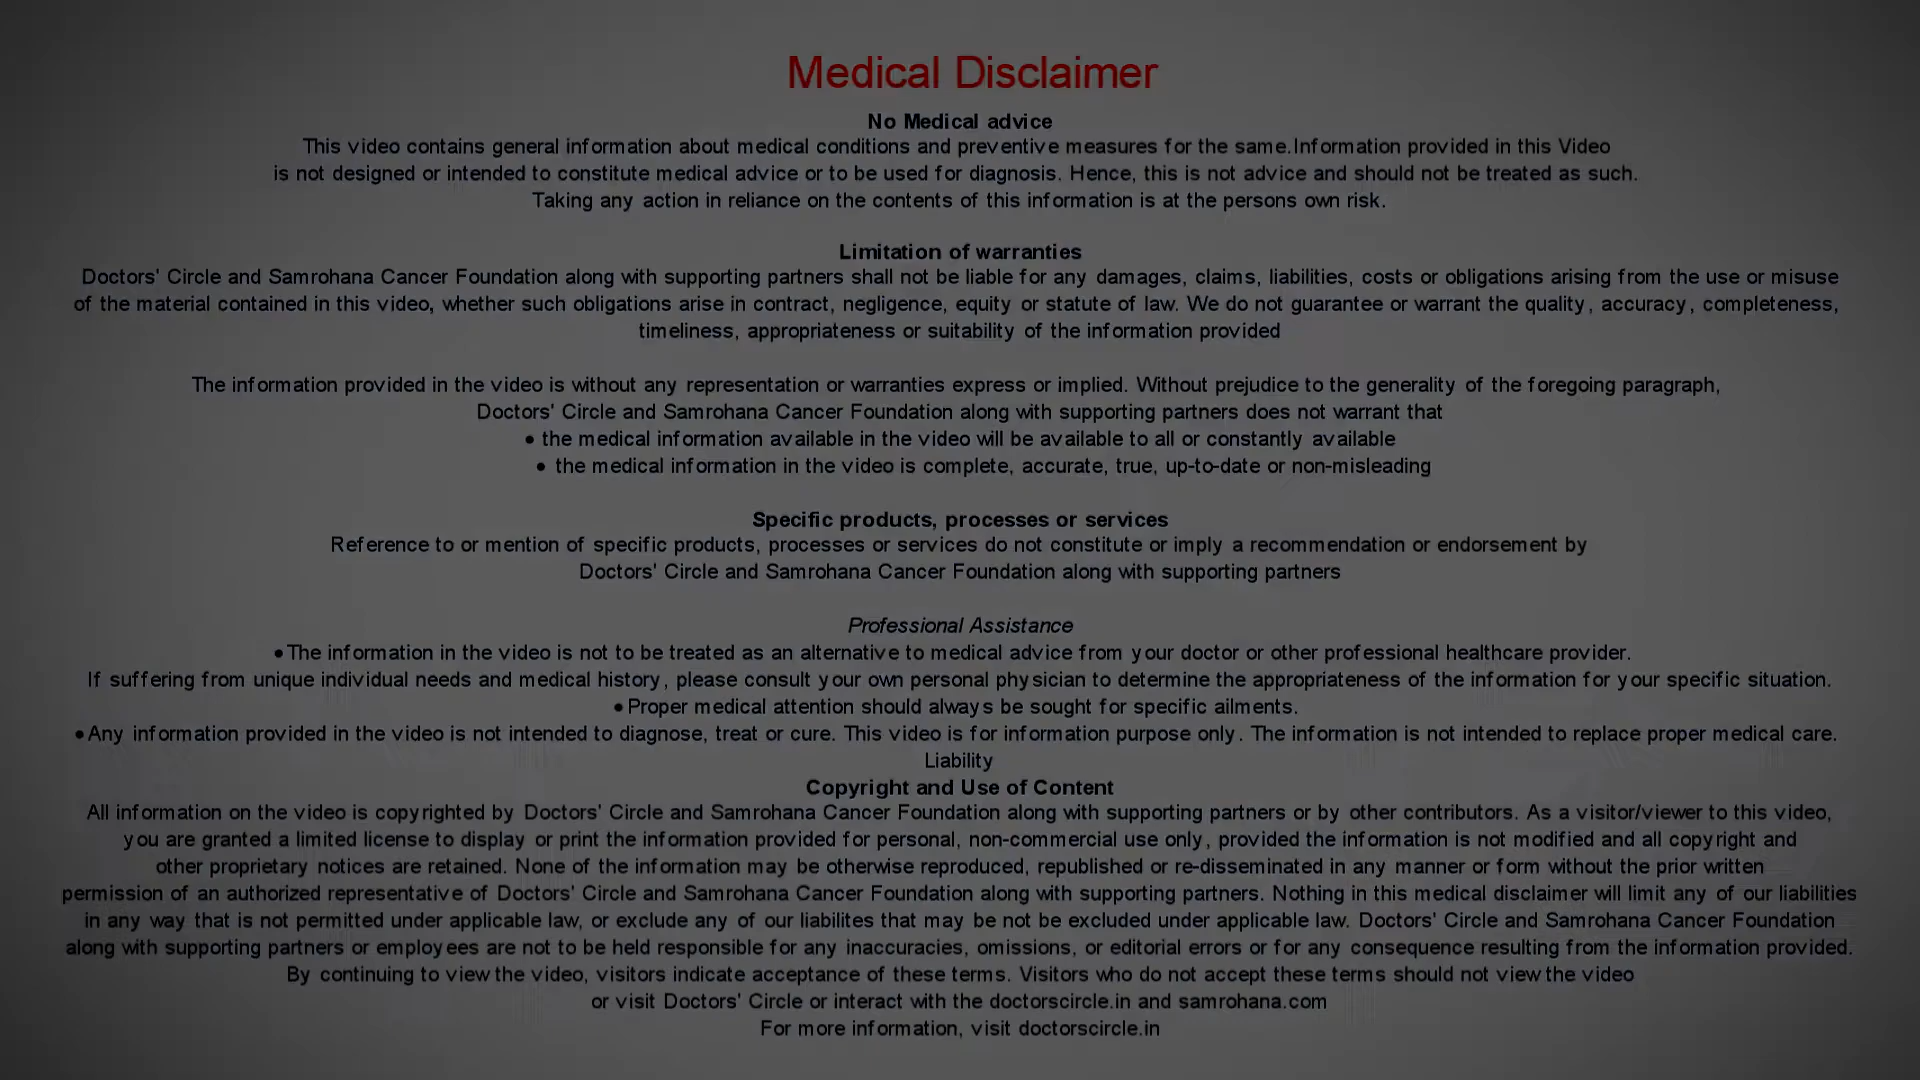 Medical Disclaimer
No Medical advice
This video contains general information about medical conditions and preventive measures for the same.Information provided in this Video
is not designed or intended to constitute medical advice or to be used for diagnosis. Hence, this is not advice and should not be treated as such.
Taking any action in reliance on the contents of this information is at the persons own risk.
Limitation of warranties
Doctors' Circle and Samrohana Cancer Foundation along with supporting partners shall not be liable for any damages, claims, liabilities, costs or obligations arising from the use or misuse
of the material contained in this video, whether such obligations arise in contract, negligence, equity or statute of law. We do not guarantee or warrant the quality, accuracy, completeness,
timeliness, appropriateness or suitability of the information provided
The information provided in the video is without any representation or warranties express or implied. Without prejudice to the generality of the foregoing paragraph,
Doctors' Circle and Samrohana Cancer Foundation along with supporting partners does not warrant that
• the medical information available in the video will be available to all or constantly available
• the medical information in the video is complete, accurate, true, up-to-date or non-misleading
Specific products, processes or services
Reference to or mention of specific products, processes or services do not constitute or imply a recommendation or endorsement by
Doctors' Circle and Samrohana Cancer Foundation along with supporting partners
Professional Assistance
•The information in the video is not to be treated as an alternative to medical advice from your doctor or other professional healthcare provider.
If suffering from unique individual needs and medical history, please consult your own personal physician to determine the appropriateness of the information for your specific situation.
•Proper medical attention should always be sought for specific ailments.
•Any information provided in the video is not intended to diagnose, treat or cure. This video is for information purpose only. The information is not intended to replace proper medical care.
Liability
Copyright and Use of Content
All information on the video is copyrighted by Doctors' Circle and Samrohana Cancer Foundation along with supporting partners or by other contributors. As a visitor/viewer to this video,
you are granted a limited license to display or print the information provided for personal, non-commercial use only, provided the information is not modified and all copyright and
other proprietary notices are retained. None of the information may be otherwise reproduced, republished or re-disseminated in any manner or form without the prior written
permission of an authorized representative of Doctors' Circle and Samrohana Cancer Foundation along with supporting partners. Nothing in this medical disclaimer will limit any of our liabilities
in any way that is not permitted under applicable law, or exclude any of our liabilites that may be not be excluded under applicable law. Doctors' Circle and Samrohana Cancer Foundation
along with supporting partners or employees are not to be held responsible for any inaccuracies, omissions, or editorial errors or for any consequence resulting from the information provided.
By continuing to view the video, visitors indicate acceptance of these terms. Visitors who do not accept these terms should not view the video
or visit Doctors' Circle or interact with the doctorscircle.in and samrohana.com
For more information, visit doctorscircle.in